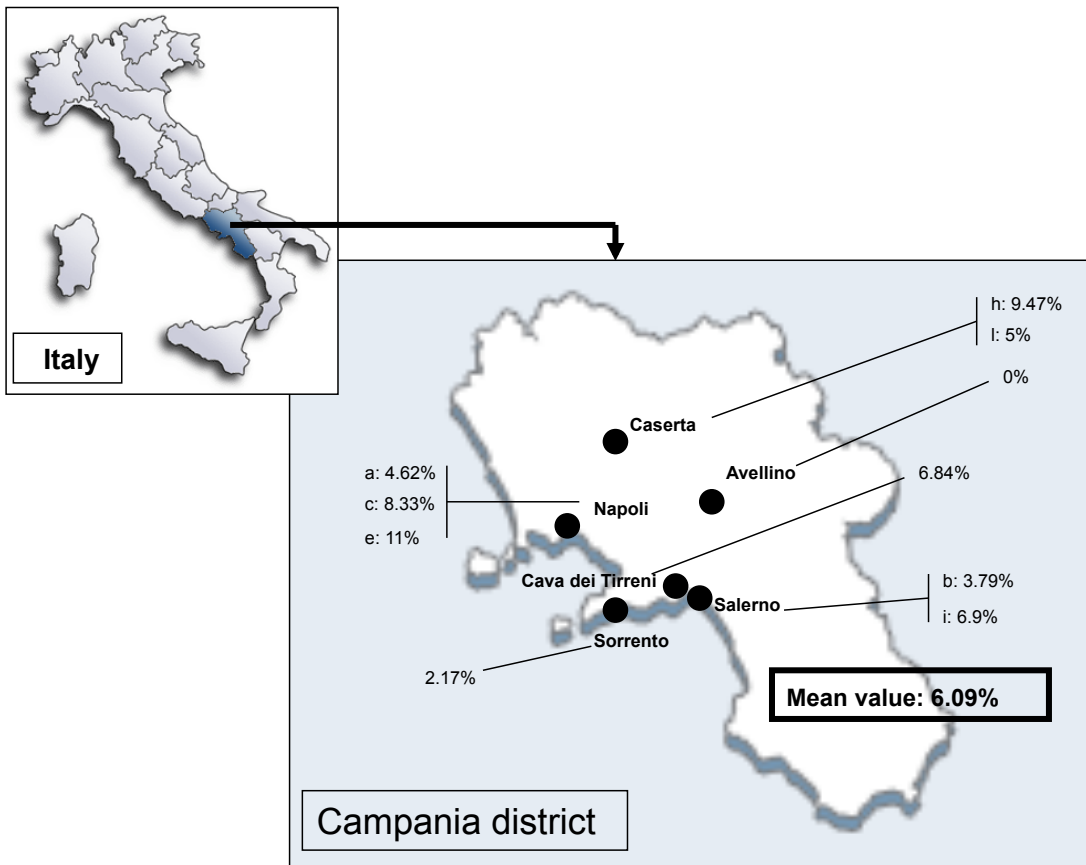 Italy
h: 9.47%
l: 5%
0%
Caserta
Avellino
6.84%
a: 4.62%
c: 8.33%
e: 11%
Napoli
Cava dei Tirreni
b: 3.79%
Salerno
i: 6.9%
Sorrento
2.17%
Mean value: 6.09%
Campania district